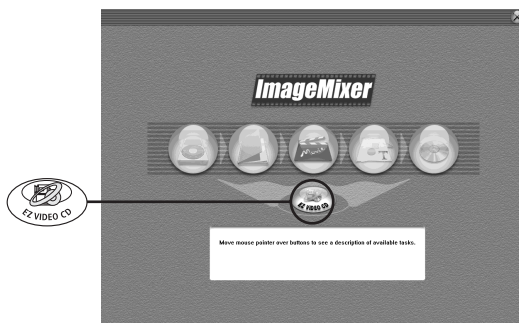 ImageMixer
EZ VIDEO CD
EZ VIDEO CD
Move mouse pointer over buttons to see a description of available tasks.